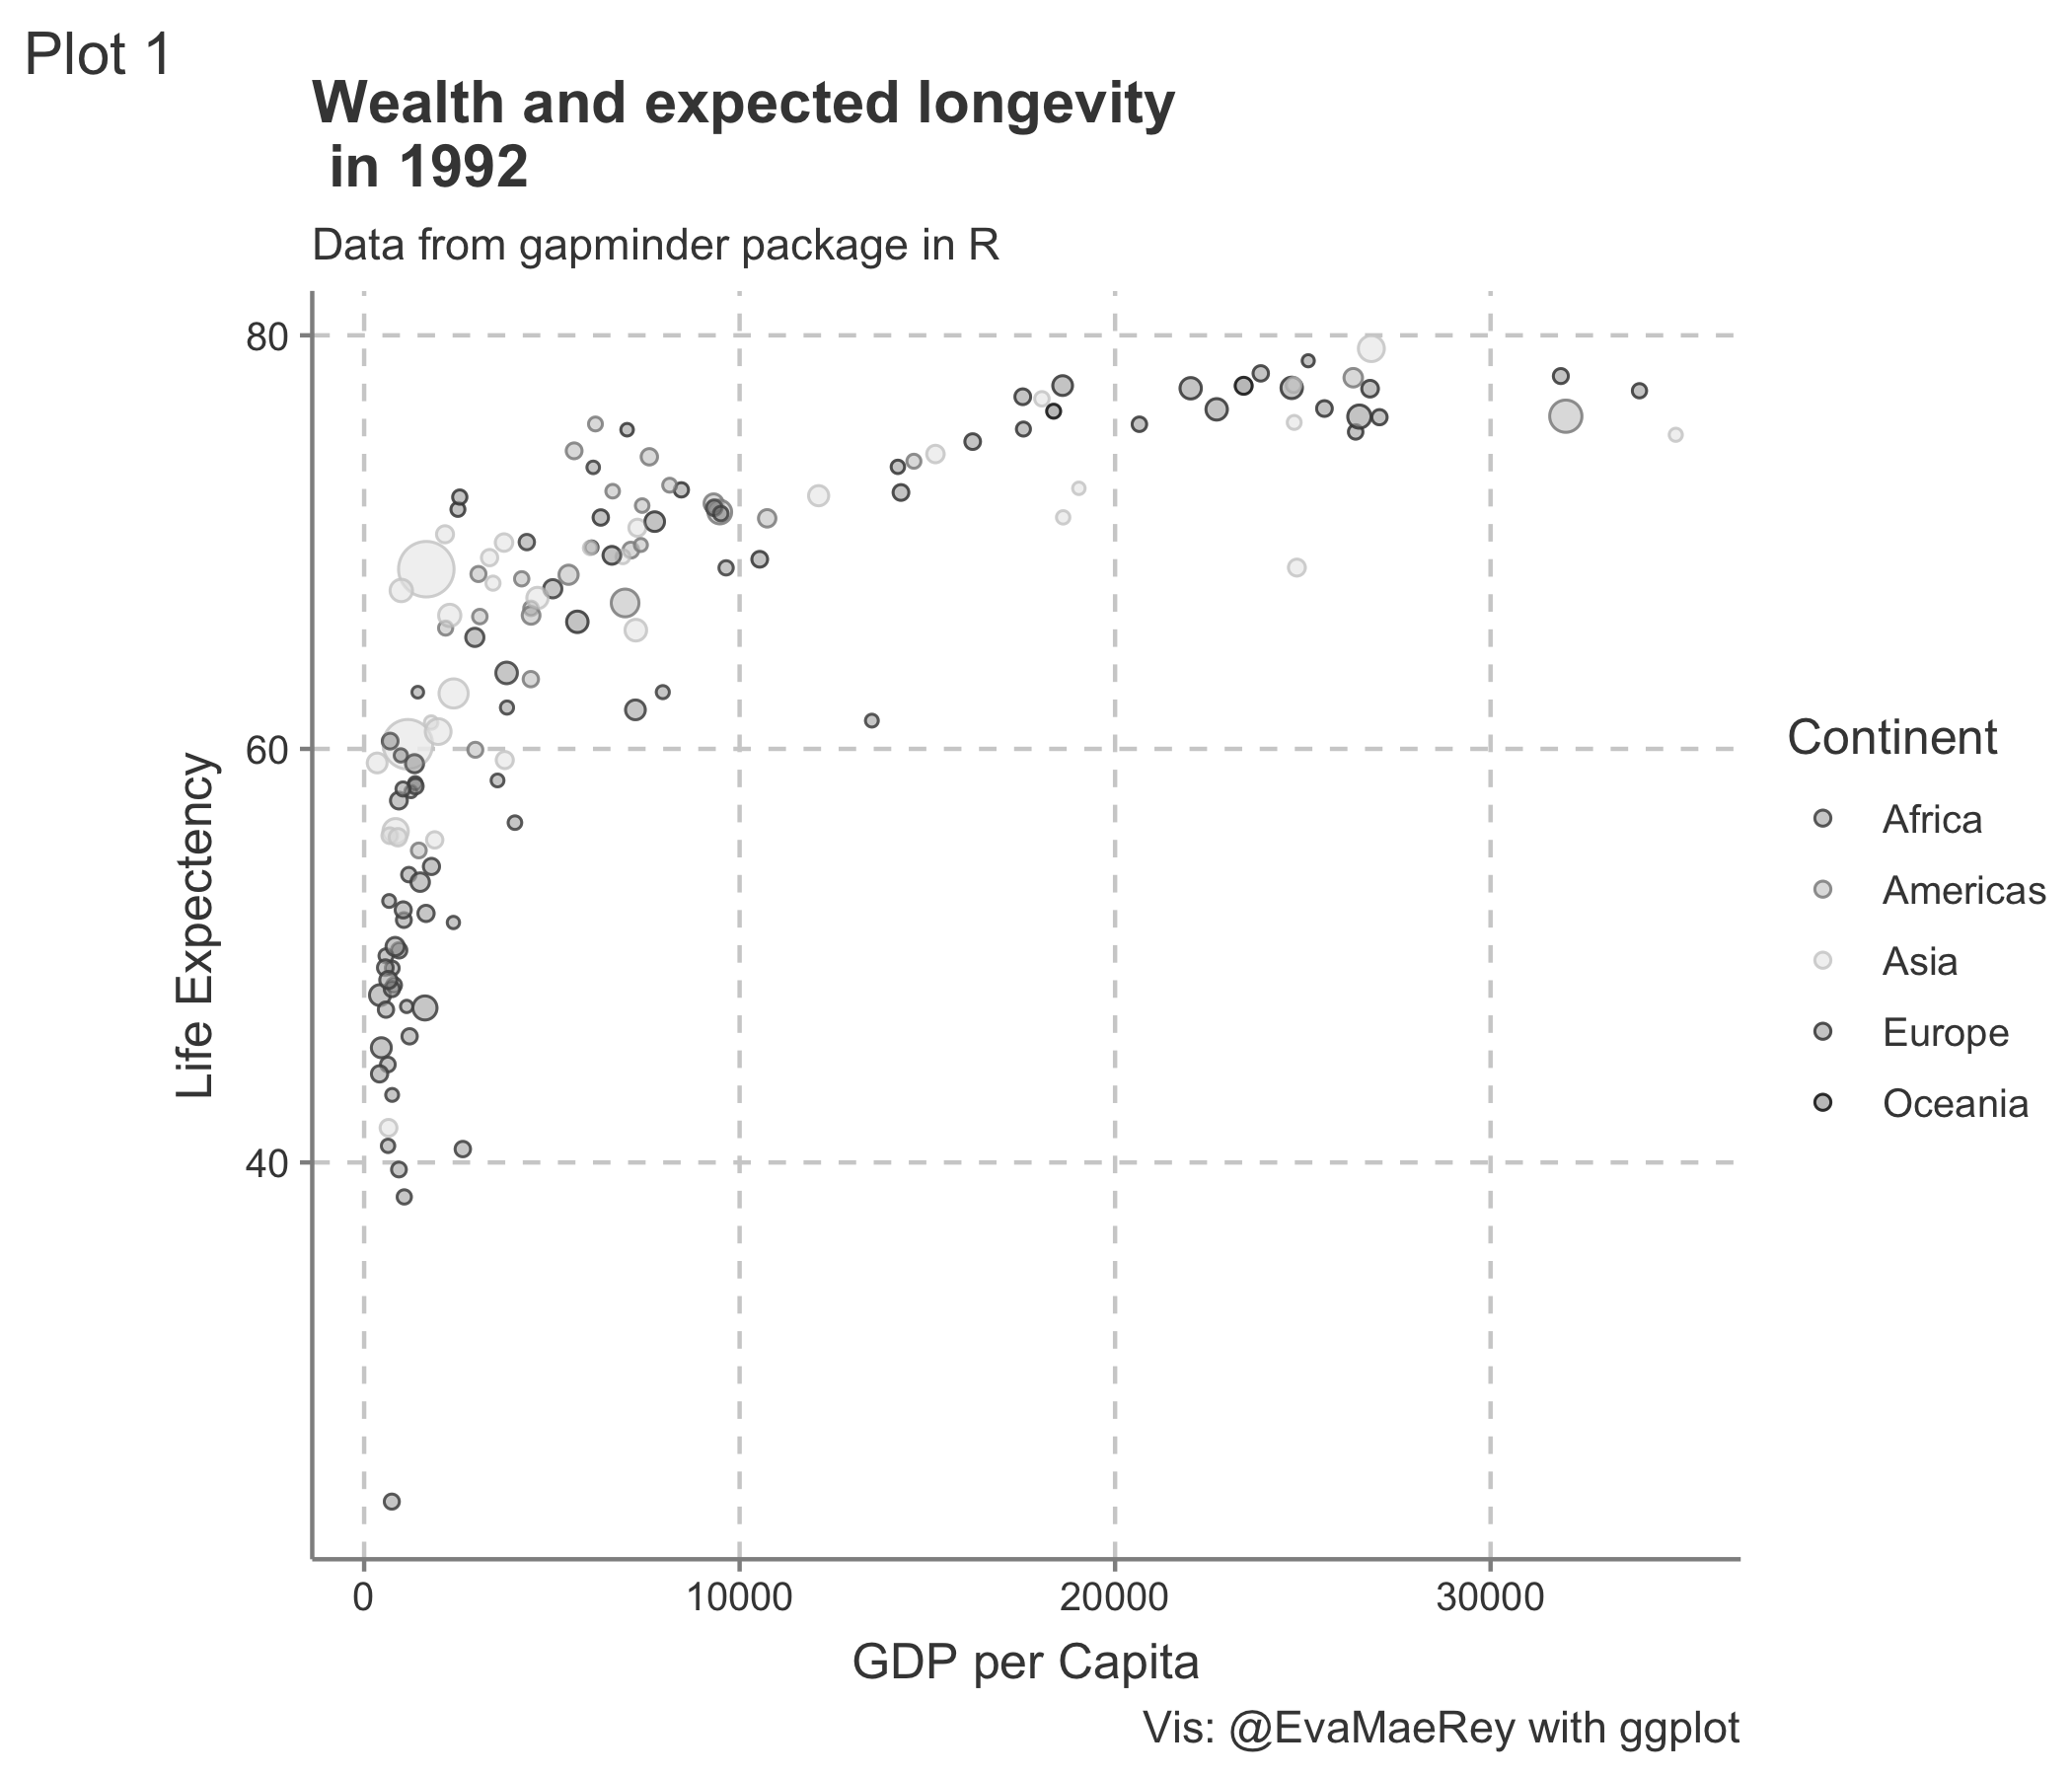 Plot 1
Wealth and expected longevity
in 1992
Data from gapminder package in R
80
60
40
Life Expectency
0 10000 20000 30000
GDP per Capita
Continent
Africa
Americas
Asia
Europe
Oceania
Vis: @EvaMaeRey with ggplot